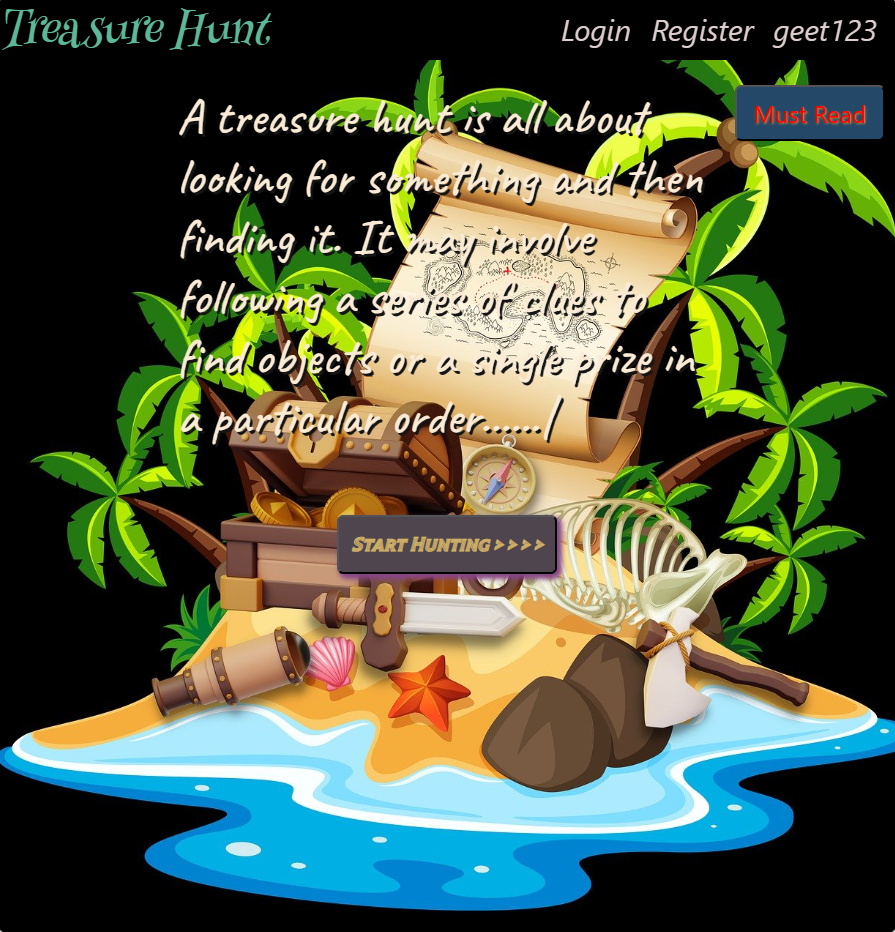 Treasure Hunt
Login Register geet123
Must Read
A treasure hunt is all about
looking for something and then
finding it. It may involve
following a series of clues to
find objects or a single prize in
a particular order......|
Start Hunting >>>>